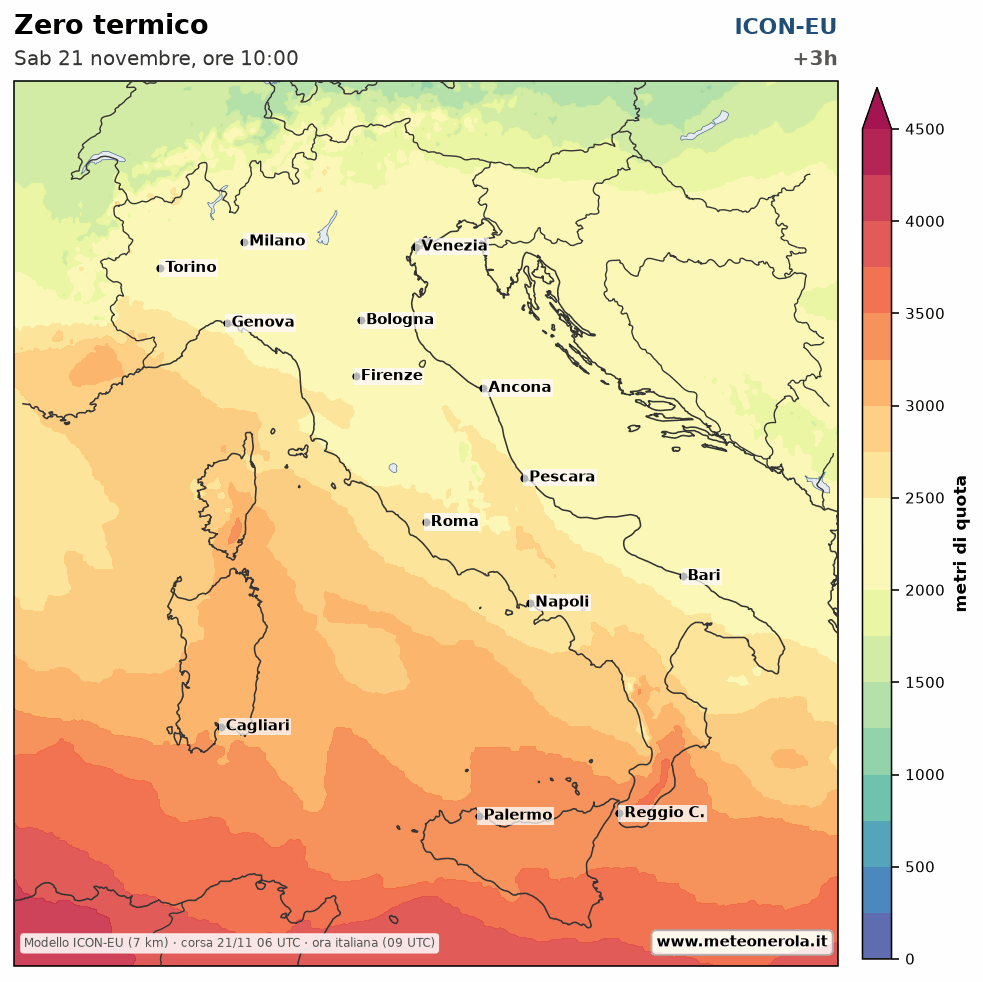 Zero termico
ICON-EU
Sab 21 novembre, ore 10:00
+3h
4500
4000
3500
3000
2500
2000
1500
1000
500
0
metri di quota
Milano
Venezia
Torino
Genova
Bologna
Firenze
Ancona
Pescara
Roma
Bari
Napoli
Cagliari
Palermo
Reggio C.
Modello ICON-EU (7 km) · corsa 21/11 06 UTC · ora italiana (09 UTC)
www.meteonerola.it